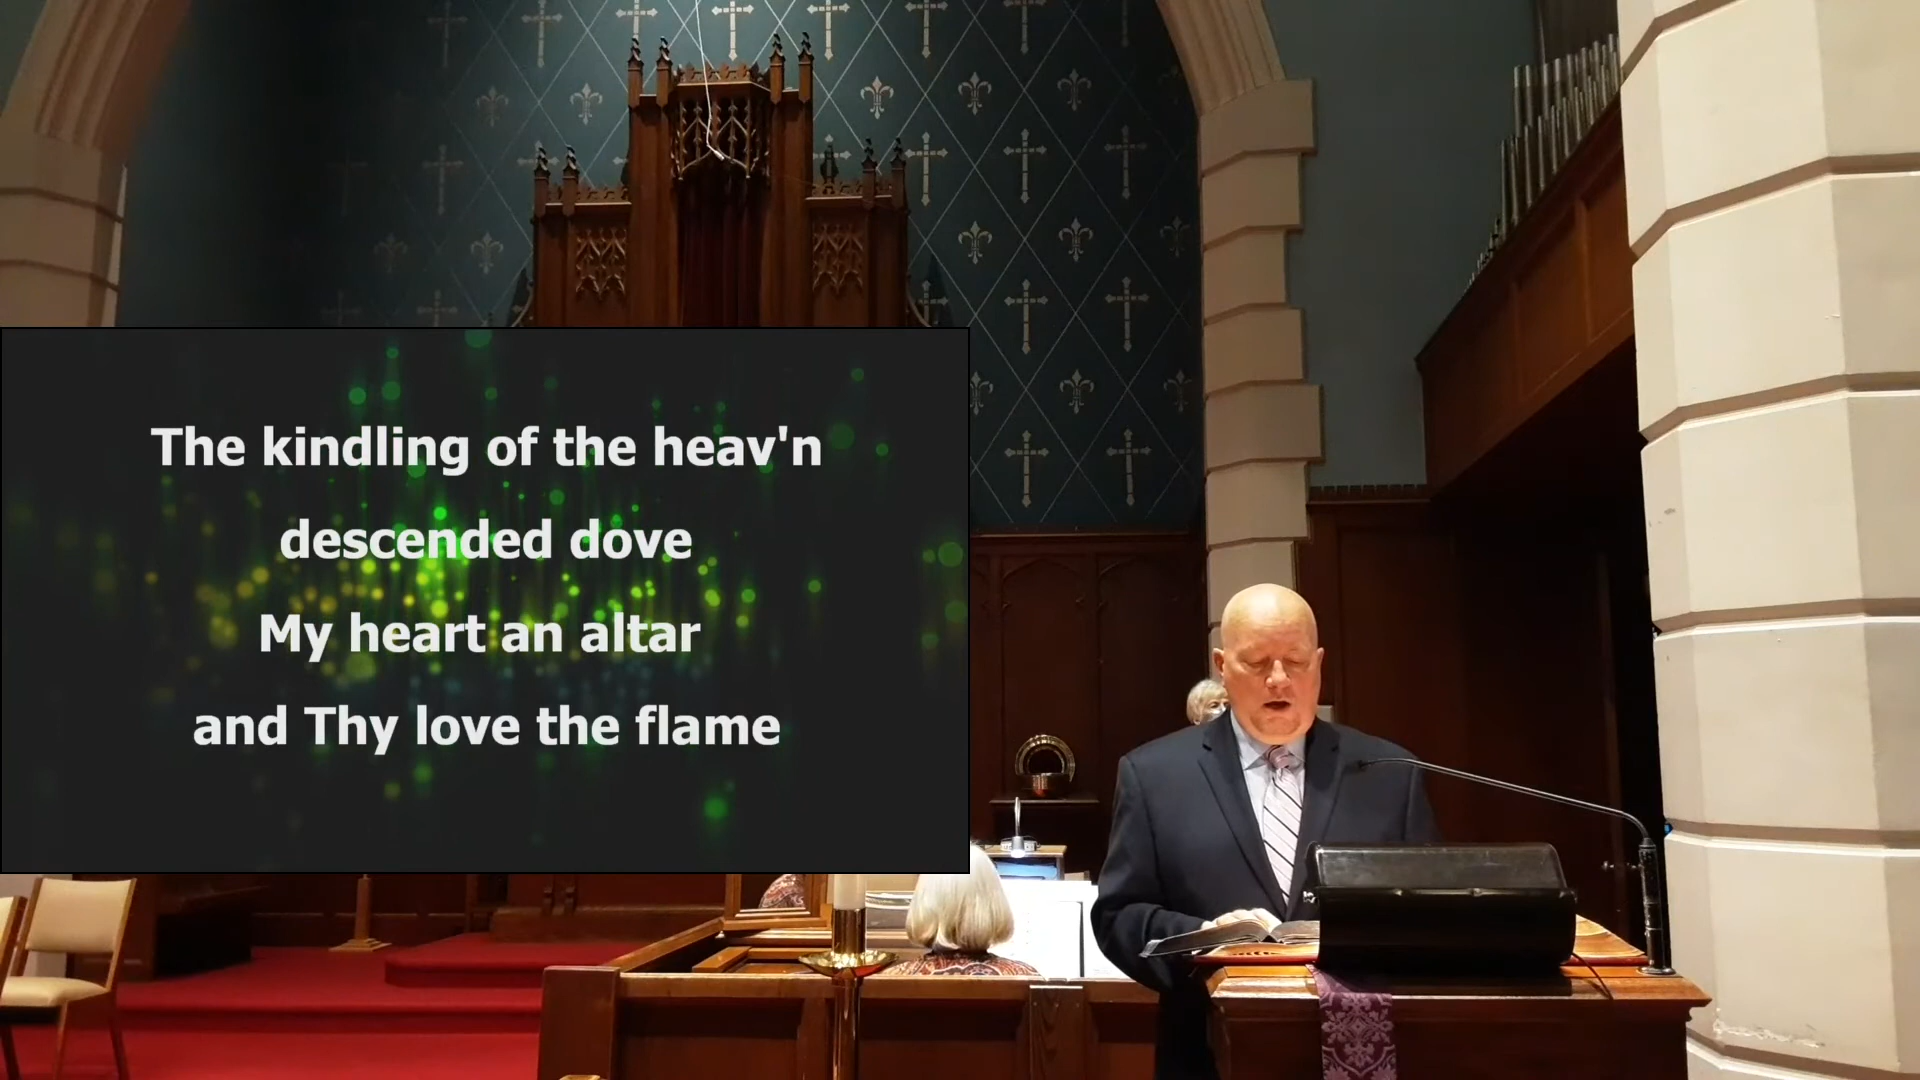 The kindling of the heav'n
descended dove
My heart an altar
and Thy love the flame